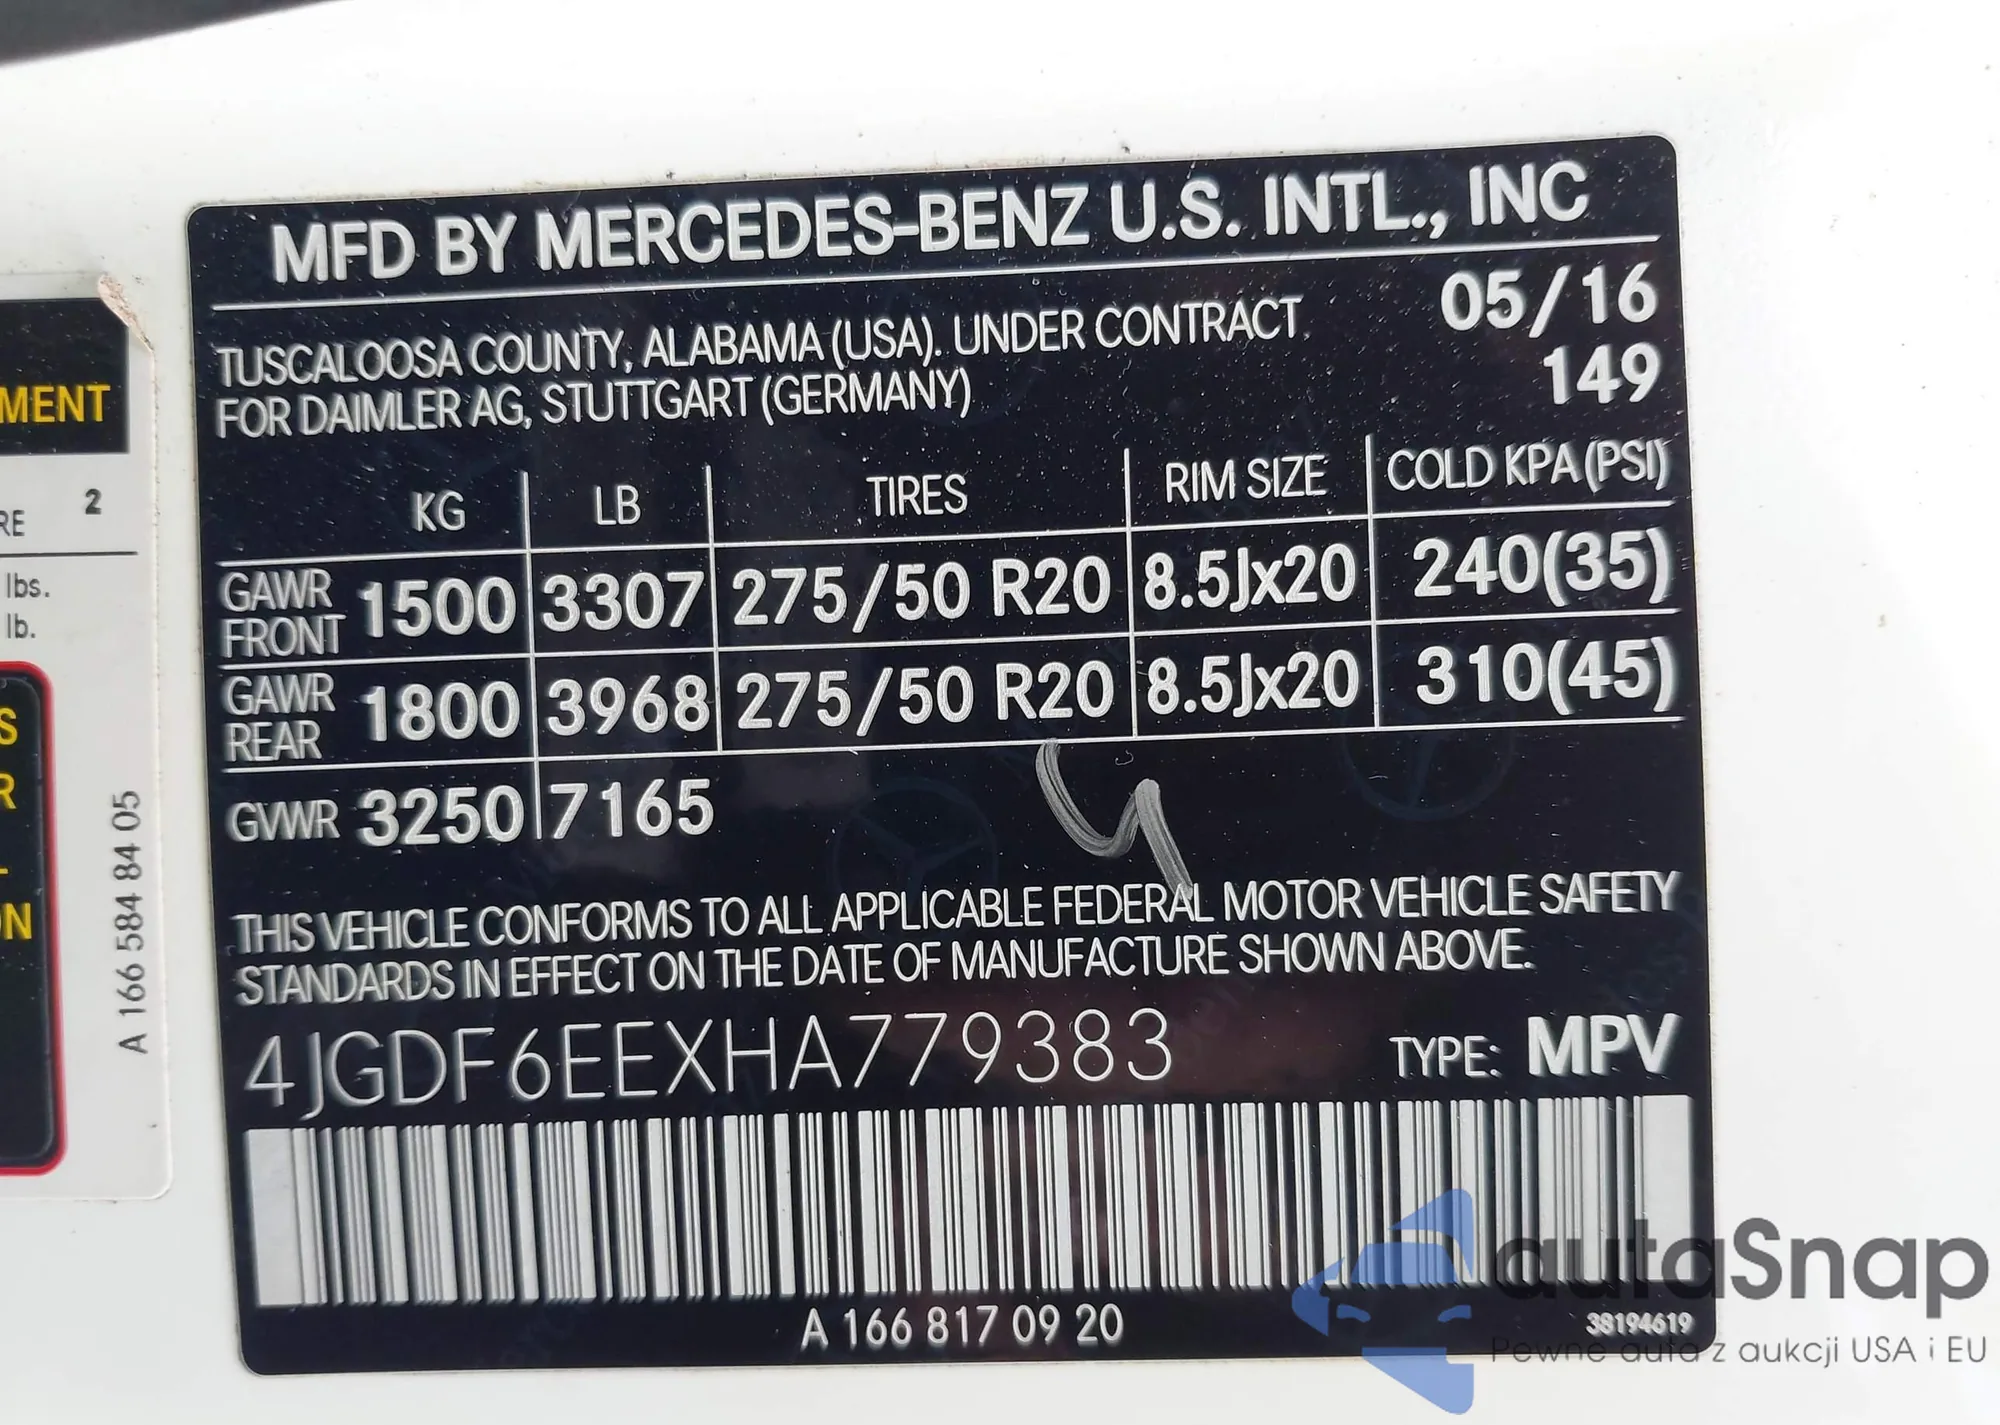 MFD BY MERCEDES-BENZ U.S. INTL., INC
TUSCALOOSA COUNTY, ALABAMA (USA). UNDER CONTRACT
FOR DAIMLER AG, STUTTGART (GERMANY)
05/16
149
KG LB TIRES RIM SIZE COLD KPA (PSI)
GAWR FRONT 1500 3307 275/50 R20 8.5Jx20 240(35)
GAWR REAR 1800 3968 275/50 R20 8.5Jx20 310(45)
GVWR 3250 7165
THIS VEHICLE CONFORMS TO ALL APPLICABLE FEDERAL MOTOR VEHICLE SAFETY
STANDARDS IN EFFECT ON THE DATE OF MANUFACTURE SHOWN ABOVE.
4JGDF6EEXHA779383 TYPE: MPV
A 166 817 09 20
38194619
MENT
2
RE
lbs.
lb.
S
R
ON
A 166 584 84 05
autaSnap
Pewne auta z aukcji USA i EU